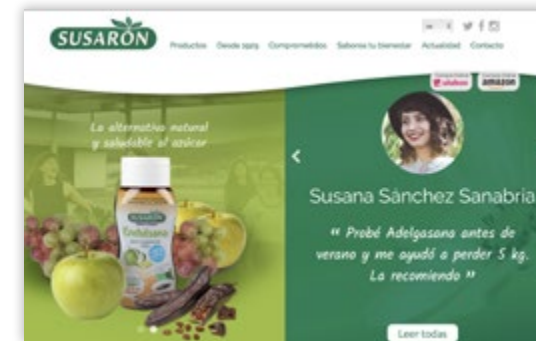 SUSARÓN
Productos Desde 1929 Comprometidos Saborea tu bienestar Actualidad Contacto
amazon
La alternativa natural
y saludable al azúcar
SUSARÓN
Endulsano
Susana Sánchez Sanabria
“ Probé Adelgasana antes de
verano y me ayudó a perder 5 kg.
La recomiendo ”
Leer todas